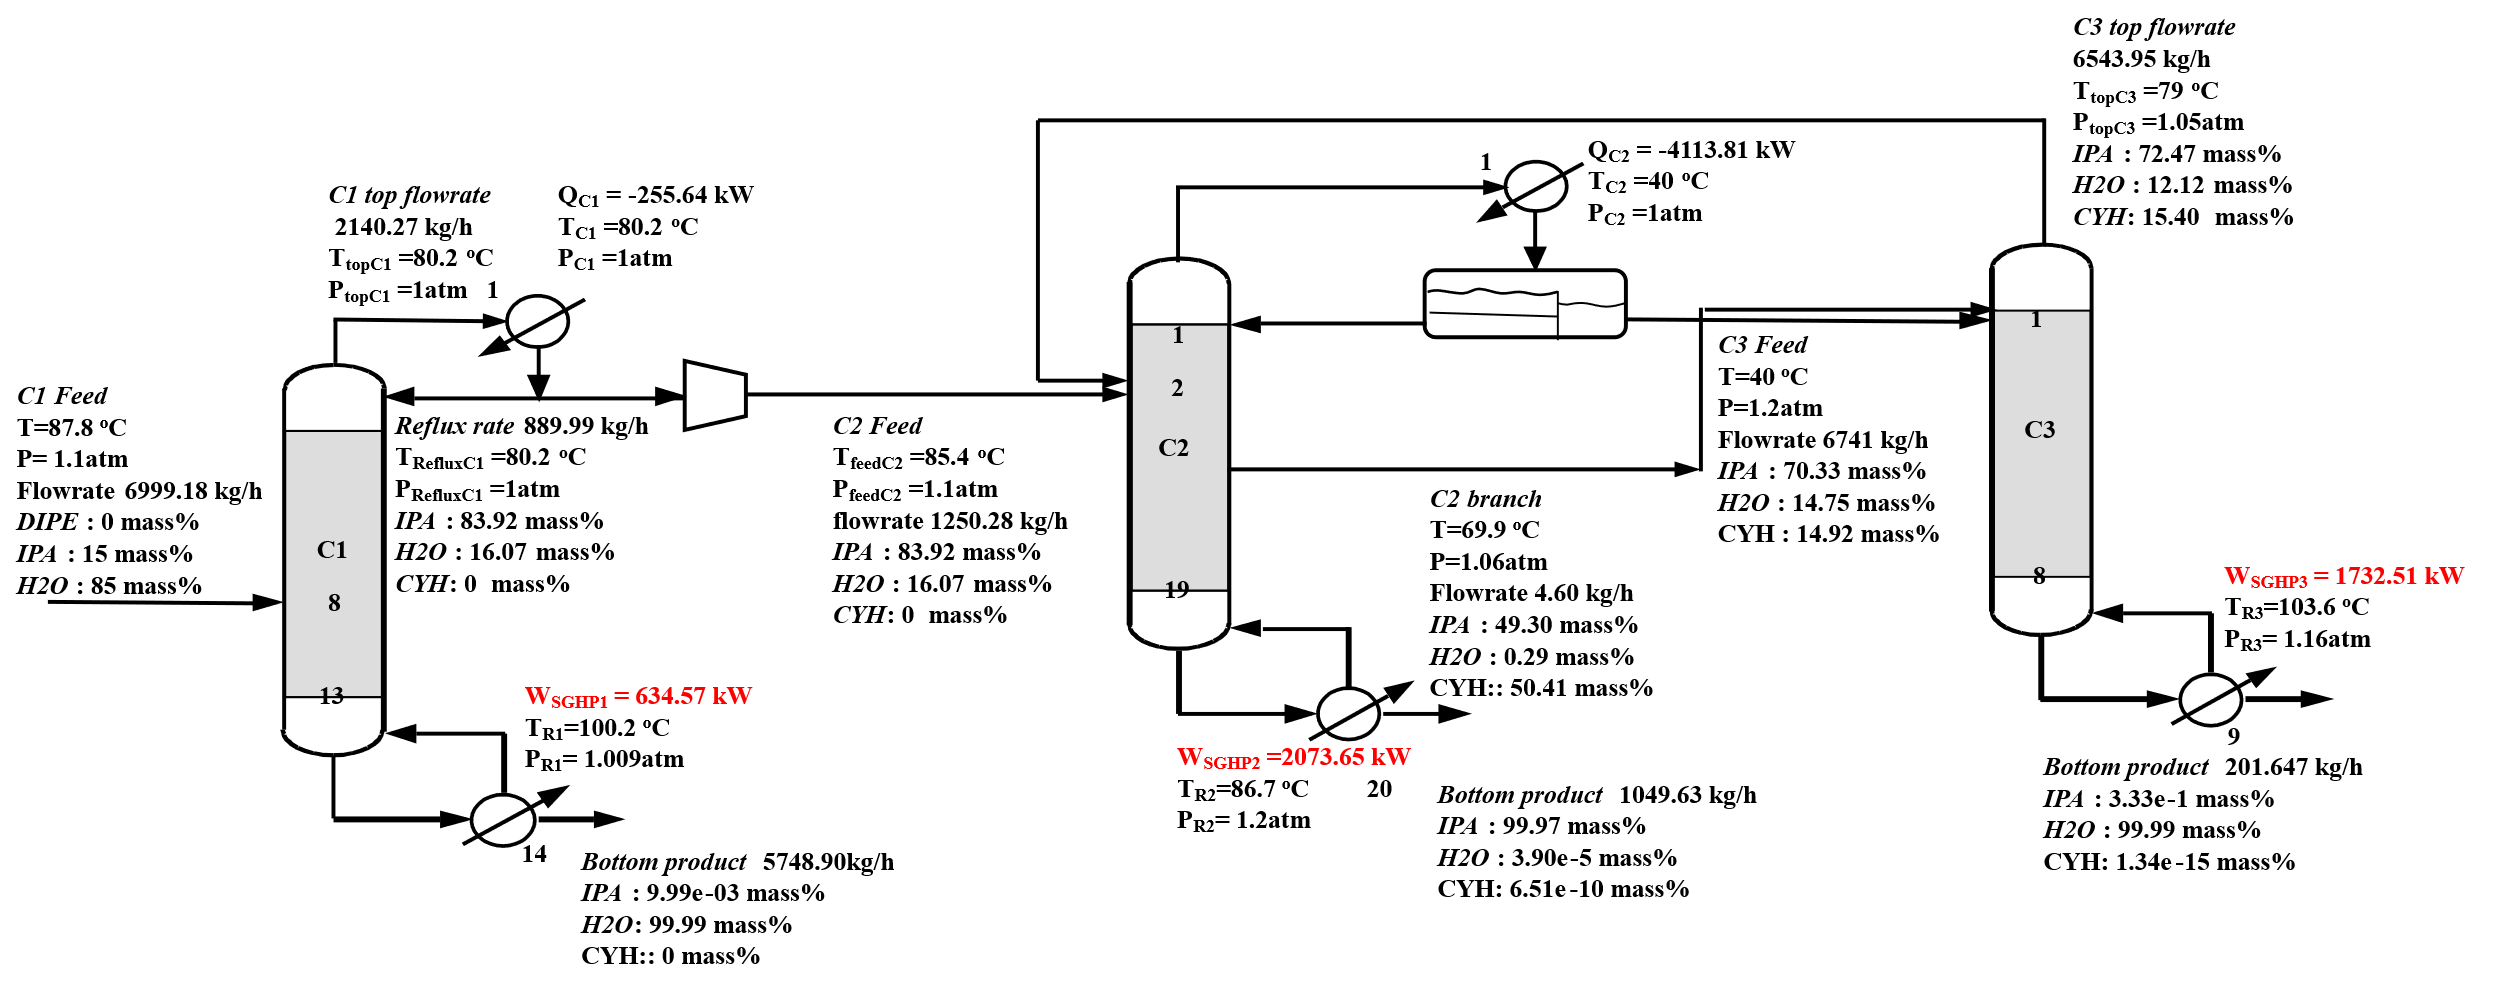 C1 Feed
T=87.8 ºC
P= 1.1atm
Flowrate 6999.18 kg/h
DIPE : 0 mass%
IPA : 15 mass%
H2O : 85 mass%
C1 top flowrate
2140.27 kg/h
TtopC1 =80.2 ºC
PtopC1 =1atm
1
QC1 = -255.64 kW
TC1 =80.2 ºC
PC1 =1atm
C1
8
13
Reflux rate 889.99 kg/h
TRefluxC1 =80.2 ºC
PRefluxC1 =1atm
IPA : 83.92 mass%
H2O : 16.07 mass%
CYH: 0 mass%
WSGHP1 = 634.57 kW
TR1=100.2 ºC
PR1= 1.009atm
14
Bottom product 5748.90kg/h
IPA : 9.99e-03 mass%
H2O: 99.99 mass%
CYH:: 0 mass%
C2 Feed
TfeedC2 =85.4 ºC
PfeedC2 =1.1atm
flowrate 1250.28 kg/h
IPA : 83.92 mass%
H2O : 16.07 mass%
CYH: 0 mass%
1
2
C2
19
1
QC2 = -4113.81 kW
TC2 =40 ºC
PC2 =1atm
C2 branch
T=69.9 ºC
P=1.06atm
Flowrate 4.60 kg/h
IPA : 49.30 mass%
H2O : 0.29 mass%
CYH:: 50.41 mass%
WSGHP2 =2073.65 kW
TR2=86.7 ºC
20
PR2= 1.2atm
Bottom product 1049.63 kg/h
IPA : 99.97 mass%
H2O : 3.90e-5 mass%
CYH: 6.51e-10 mass%
C3 Feed
T=40 ºC
P=1.2atm
Flowrate 6741 kg/h
IPA : 70.33 mass%
H2O : 14.75 mass%
CYH : 14.92 mass%
C3 top flowrate
6543.95 kg/h
TtopC3 =79 ºC
PtopC3 =1.05atm
IPA : 72.47 mass%
H2O : 12.12 mass%
CYH: 15.40 mass%
1
C3
8
WSGHP3 = 1732.51 kW
TR3=103.6 ºC
PR3= 1.16atm
9
Bottom product 201.647 kg/h
IPA : 3.33e-1 mass%
H2O : 99.99 mass%
CYH: 1.34e-15 mass%